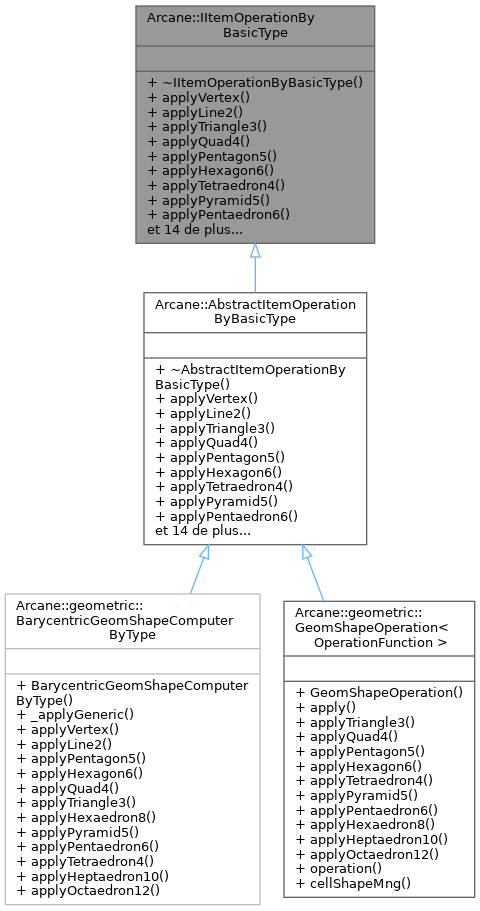 Arcane::IItemOperationBy
BasicType
+ ~IItemOperationByBasicType()
+ applyVertex()
+ applyLine2()
+ applyTriangle3()
+ applyQuad4()
+ applyPentagon5()
+ applyHexagon6()
+ applyTetraedron4()
+ applyPyramid5()
+ applyPentaedron6()
et 14 de plus...
Arcane::AbstractItemOperation
ByBasicType
+ ~AbstractItemOperationBy
BasicType()
+ applyVertex()
+ applyLine2()
+ applyTriangle3()
+ applyQuad4()
+ applyPentagon5()
+ applyHexagon6()
+ applyTetraedron4()
+ applyPyramid5()
+ applyPentaedron6()
et 14 de plus...
Arcane::geometric::
BarycentricGeomShapeComputer
ByType
+ BarycentricGeomShapeComputer
ByType()
+ _applyGeneric()
+ applyVertex()
+ applyLine2()
+ applyPentagon5()
+ applyHexagon6()
+ applyQuad4()
+ applyTriangle3()
+ applyHexaedron8()
+ applyPyramid5()
+ applyPentaedron6()
+ applyTetraedron4()
+ applyHeptaedron10()
+ applyOctaedron12()
Arcane::geometric::
GeomShapeOperation<
OperationFunction >
+ GeomShapeOperation()
+ apply()
+ applyTriangle3()
+ applyQuad4()
+ applyPentagon5()
+ applyHexagon6()
+ applyTetraedron4()
+ applyPyramid5()
+ applyPentaedron6()
+ applyHexaedron8()
+ applyHeptaedron10()
+ applyOctaedron12()
+ operation()
+ cellShapeMng()